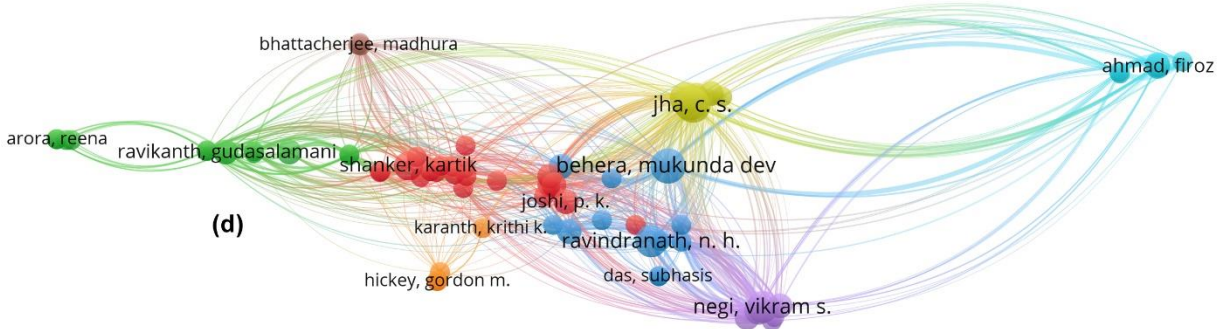 bhattacherjee, madhura
ahmad, firoz
jha, c. s.
arora, reena
ravikanth, gudasalamani
shanker, kartik
behera, mukunda dev
joshi, p. k.
(d)
karanth, krithi k.
ravindranath, n. h.
hickey, gordon m.
das, subhasis
negi, vikram s.